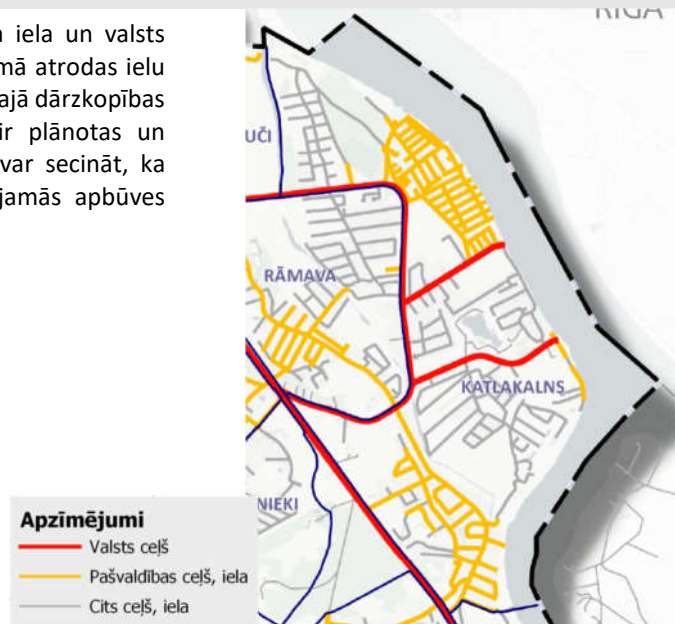 iela un valsts
mā atrodas ielu
ajā dārzkopības
ir plānotas un
var secināt, ka
jamās apbūves
RĪGA
UČI
RĀMAVA
KATLAKALNS
NIEKI
Apzīmējumi
Valsts ceļš
Pašvaldības ceļš, iela
Cits ceļš, iela